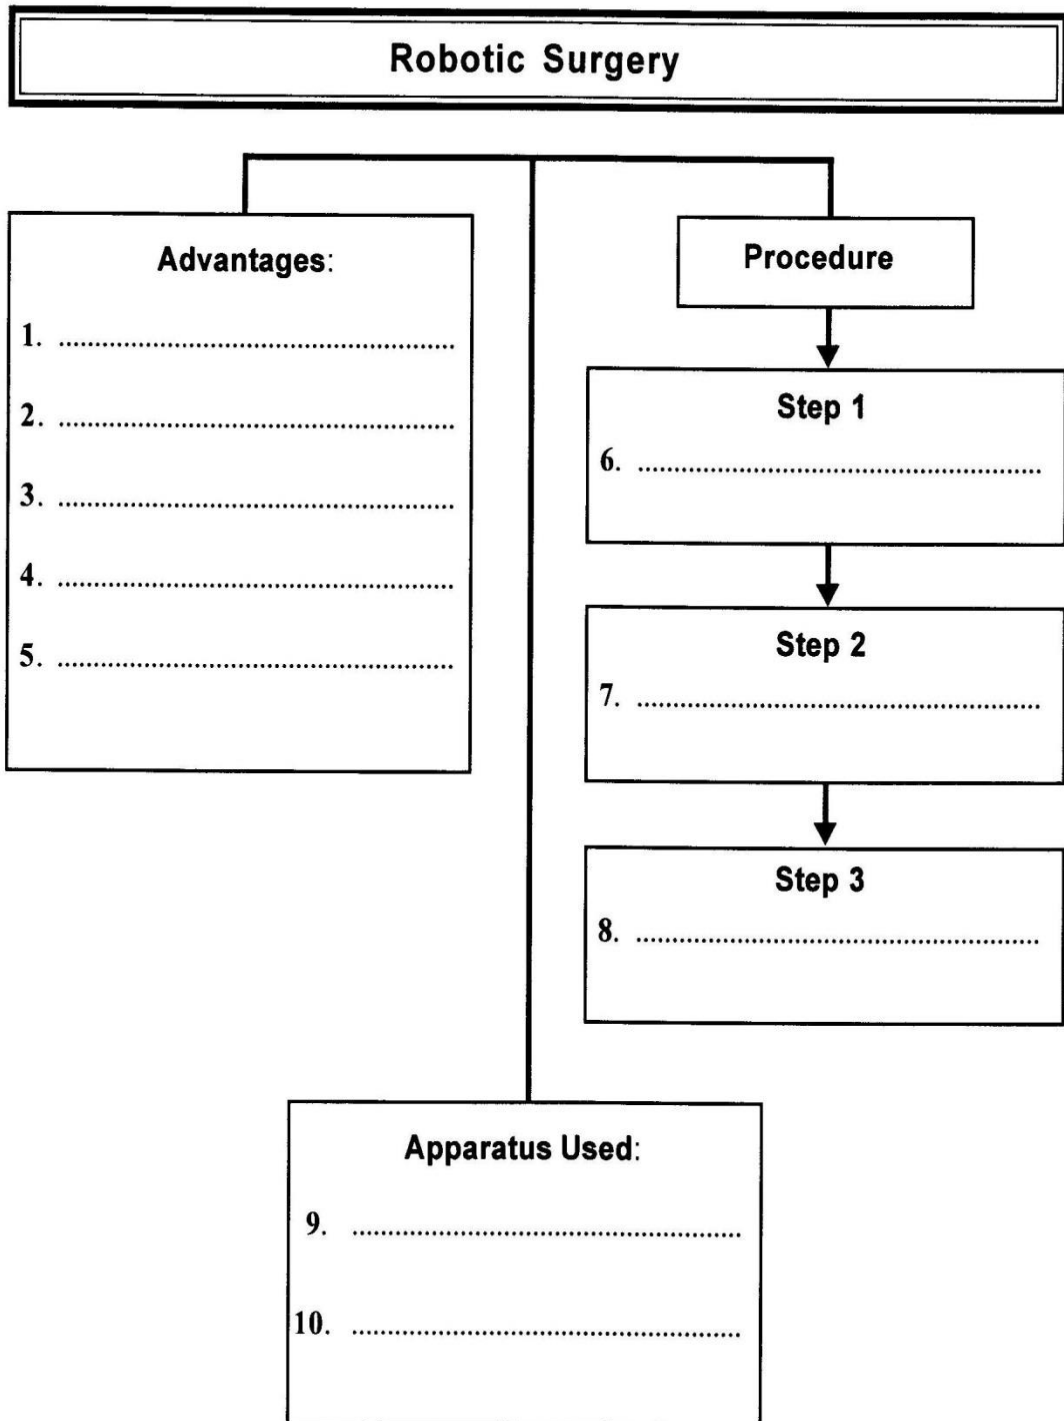 Robotic Surgery
Advantages:
1. ..........................................................
2. ..........................................................
3. ..........................................................
4. ..........................................................
5. ..........................................................
Procedure
Step 1
6. ..........................................................
Step 2
7. ..........................................................
Step 3
8. ..........................................................
Apparatus Used:
9. ..........................................................
10. ..........................................................